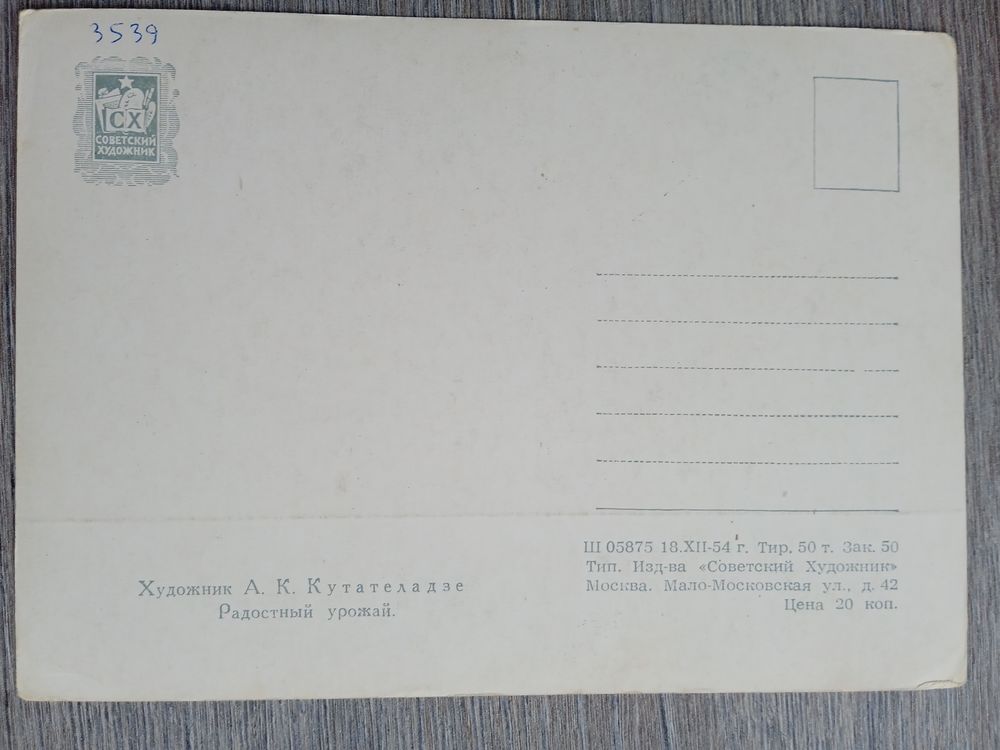 3539
СХ
СОВЕТСКИЙ
ХУДОЖНИК
Ш 05875 18.XII-54 г. Тир. 50 т. Зак. 50
Тип. Изд-ва «Советский Художник»
Москва. Мало-Московская ул., д. 42
Цена 20 коп.
Художник А. К. Кутателадзе
Радостный урожай.